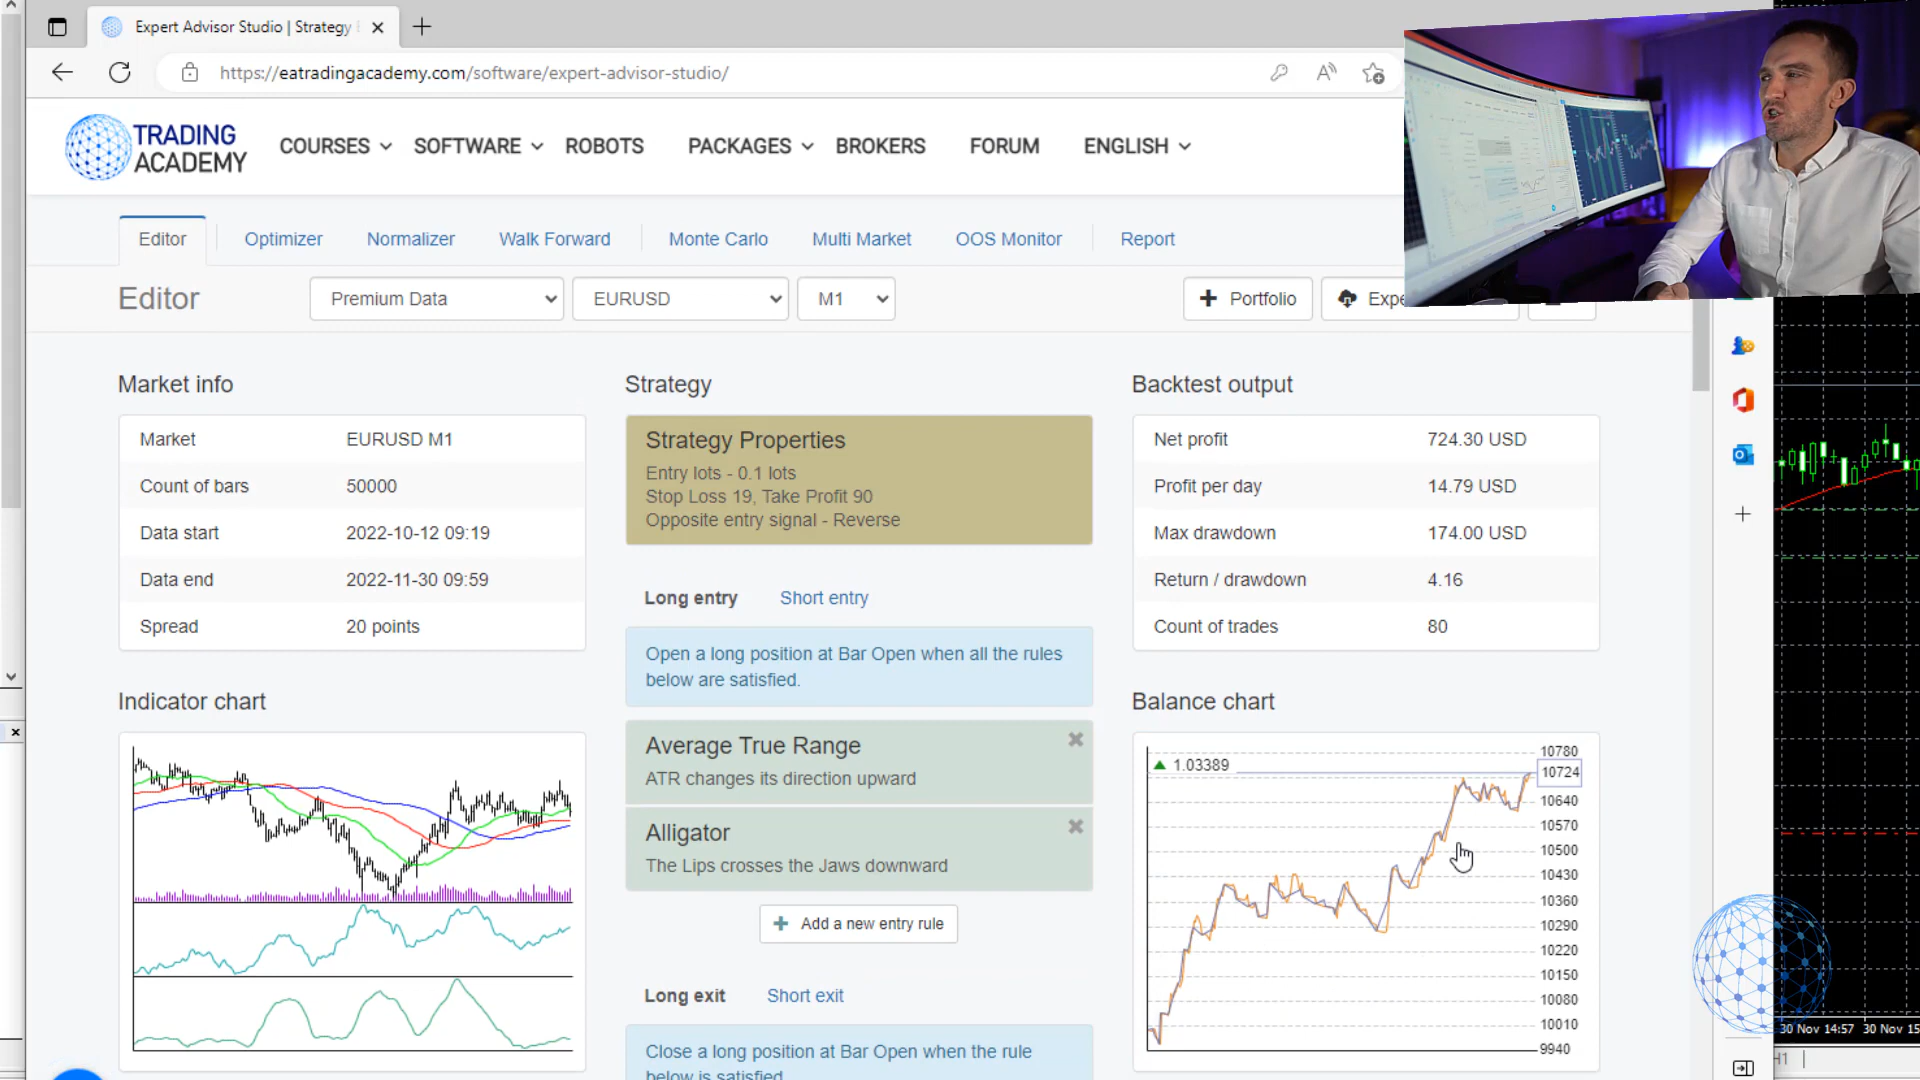 Expert Advisor Studio | Strategy
https://eatradingacademy.com/software/expert-advisor-studio/
TRADING
ACADEMY
COURSES
SOFTWARE
ROBOTS
PACKAGES
BROKERS
FORUM
ENGLISH
Editor
Optimizer
Normalizer
Walk Forward
Monte Carlo
Multi Market
OOS Monitor
Report
Editor
Premium Data
EURUSD
M1
Portfolio
Market info
Market EURUSD M1
Count of bars 50000
Data start 2022-10-12 09:19
Data end 2022-11-30 09:59
Spread 20 points
Indicator chart
Strategy
Strategy Properties
Entry lots - 0.1 lots
Stop Loss 19, Take Profit 90
Opposite entry signal - Reverse
Long entry
Short entry
Open a long position at Bar Open when all the rules
below are satisfied.
Average True Range
ATR changes its direction upward
Alligator
The Lips crosses the Jaws downward
Add a new entry rule
Long exit
Short exit
Close a long position at Bar Open when the rule
below is satisfied
Backtest output
Net profit 724.30 USD
Profit per day 14.79 USD
Max drawdown 174.00 USD
Return / drawdown 4.16
Count of trades 80
Balance chart
1.03389
10780
10724
10640
10570
10500
10430
10360
10290
10220
10150
10080
10010
9940
30 Nov 14:57
30 Nov 15
H1